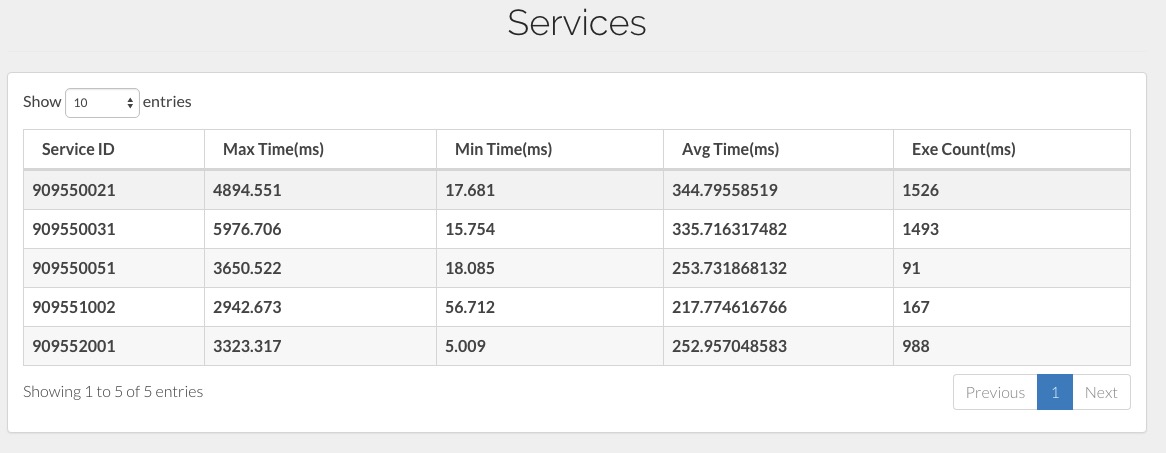 Services
Show 10 entries
Service ID Max Time(ms) Min Time(ms) Avg Time(ms) Exe Count(ms)
909550021 4894.551 17.681 344.79558519 1526
909550031 5976.706 15.754 335.716317482 1493
909550051 3650.522 18.085 253.731868132 91
909551002 2942.673 56.712 217.774616766 167
909552001 3323.317 5.009 252.957048583 988
Showing 1 to 5 of 5 entries Previous 1 Next